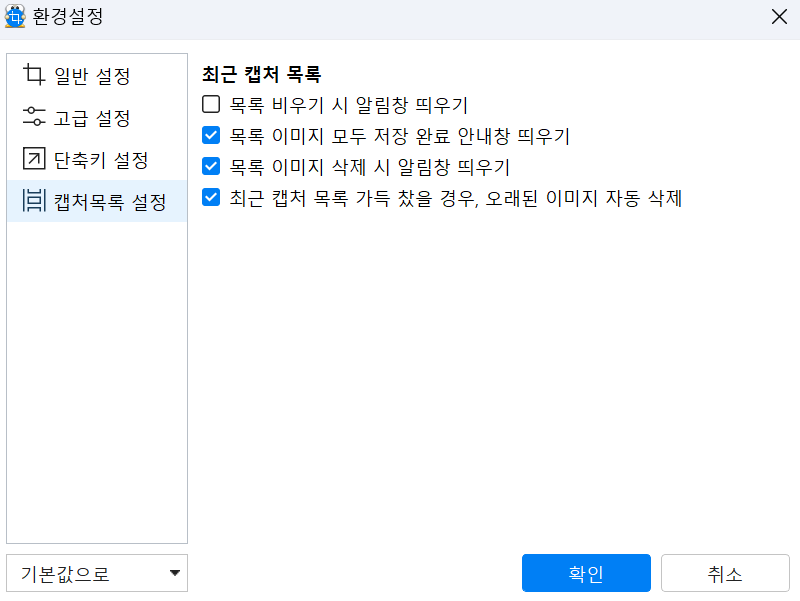 환경설정
일반 설정
고급 설정
단축키 설정
캡처목록 설정
최근 캡처 목록
목록 비우기 시 알림창 띄우기
목록 이미지 모두 저장 완료 안내창 띄우기
목록 이미지 삭제 시 알림창 띄우기
최근 캡처 목록 가득 찼을 경우, 오래된 이미지 자동 삭제
기본값으로
확인
취소